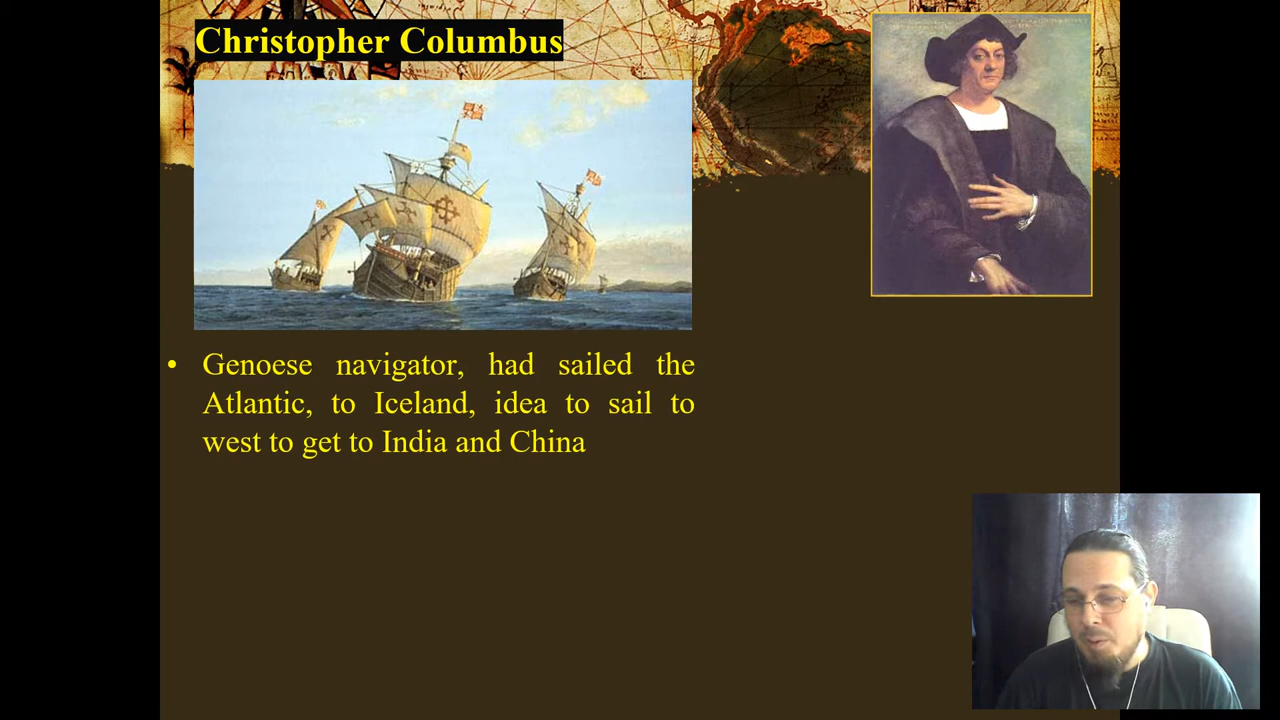 Christopher Columbus
• Genoese navigator, had sailed the
Atlantic, to Iceland, idea to sail to
west to get to India and China